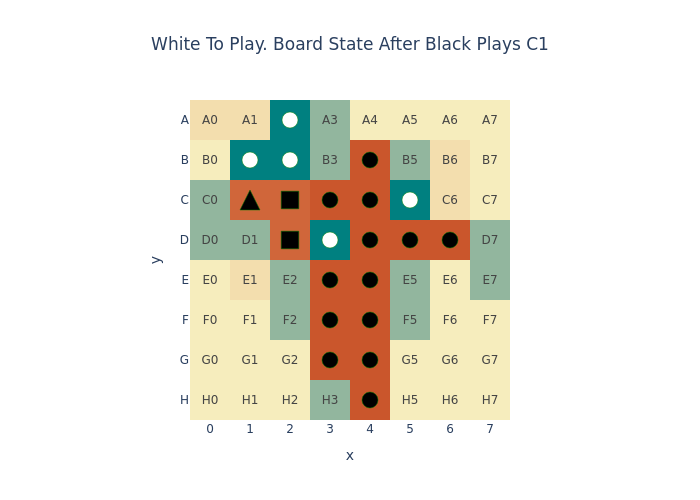 White To Play. Board State After Black Plays C1
A A0 A1 A3 A4 A5 A6 A7
B B0 B3 B5 B6 B7
C C0 C6 C7
D D0 D1 D7
E E0 E1 E2 E5 E6 E7
F F0 F1 F2 F5 F6 F7
G G0 G1 G2 G5 G6 G7
H H0 H1 H2 H3 H5 H6 H7
0 1 2 3 4 5 6 7
x
y